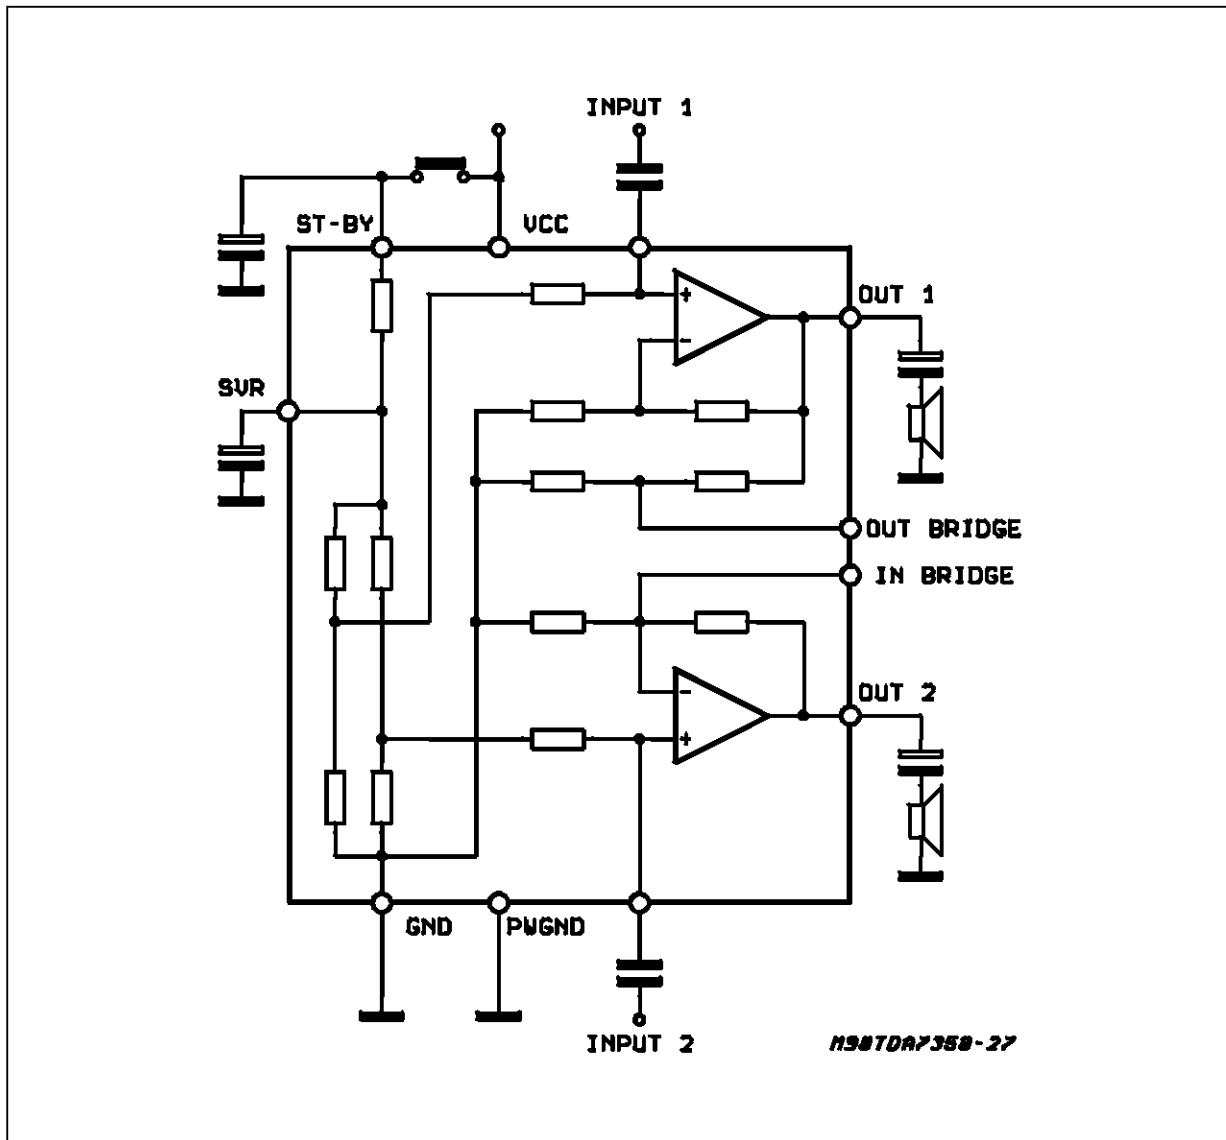 INPUT 1
ST-BY
VCC
OUT 1
+
-
SVR
OUT BRIDGE
IN BRIDGE
OUT 2
-
+
GND
PWGND
INPUT 2
M90TDA7350-27